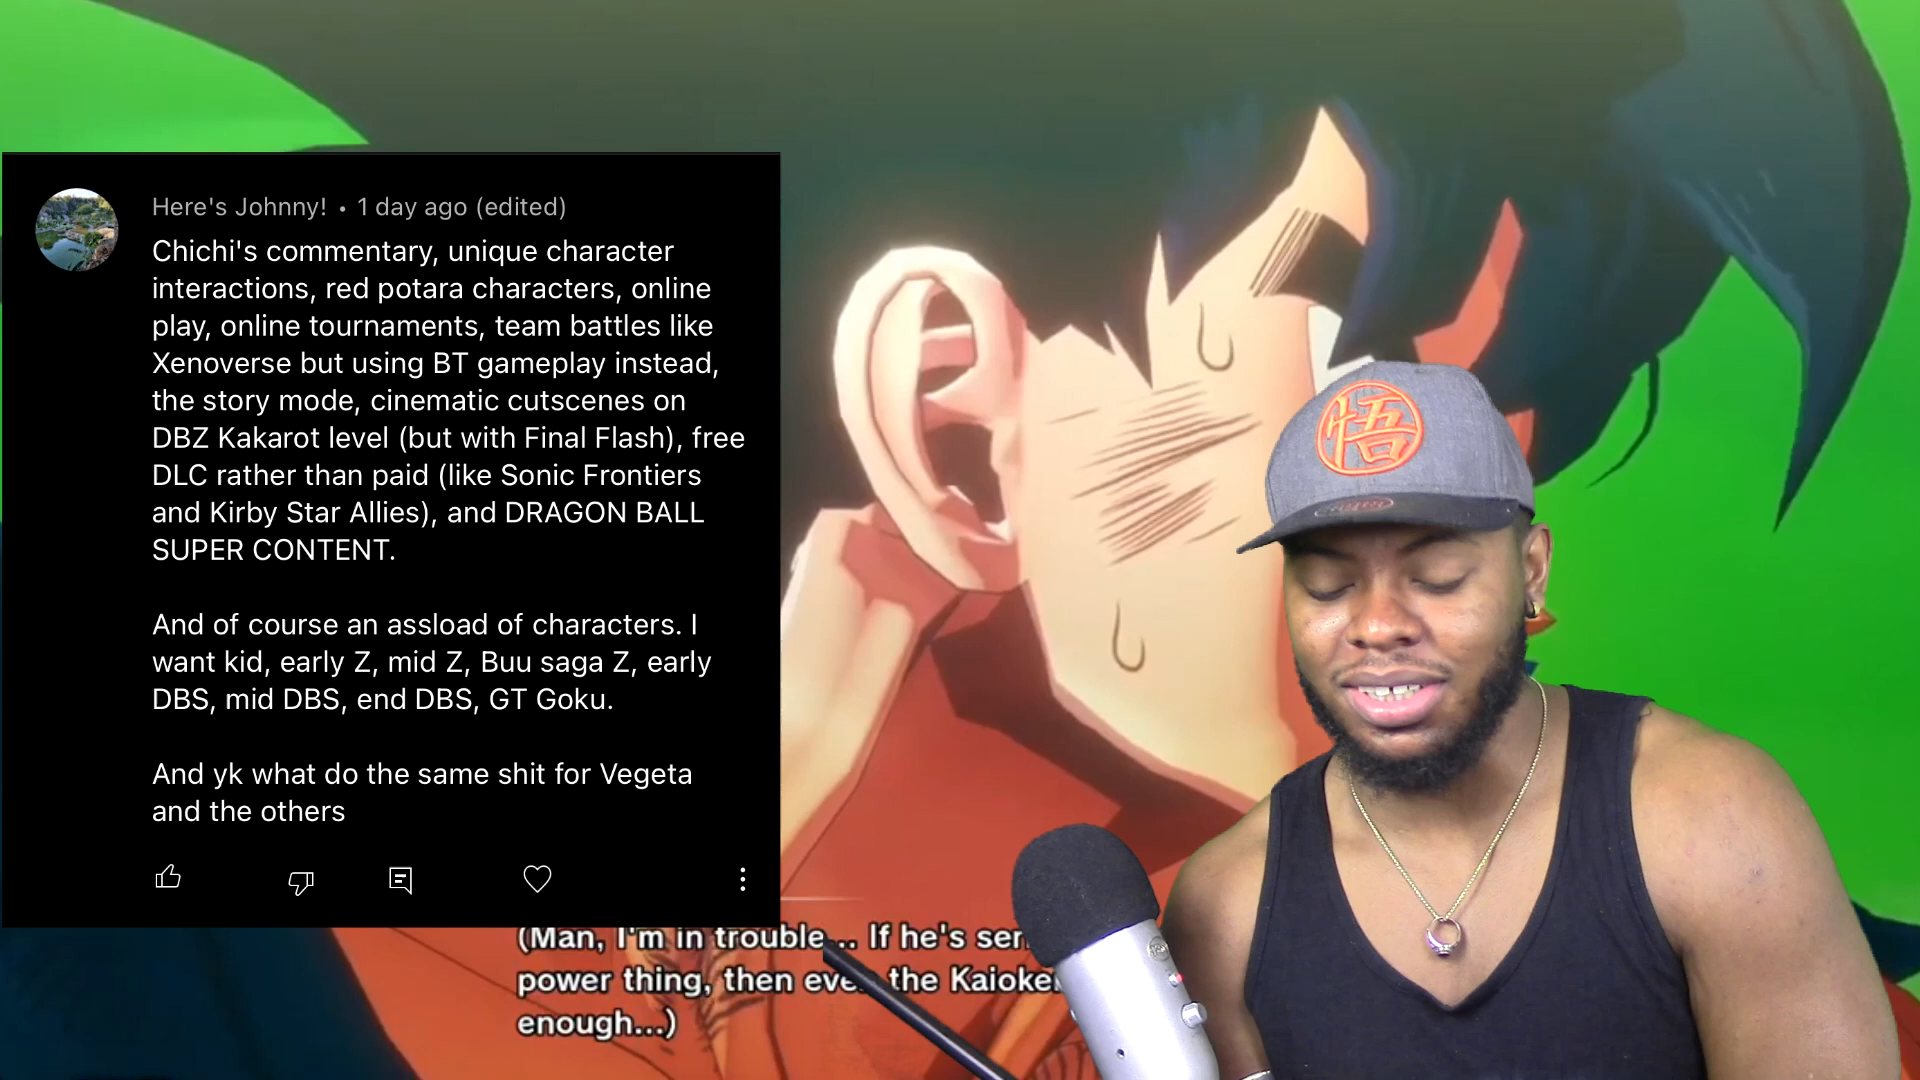 Here's Johnny! • 1 day ago (edited)
Chichi's commentary, unique character
interactions, red potara characters, online
play, online tournaments, team battles like
Xenoverse but using BT gameplay instead,
the story mode, cinematic cutscenes on
DBZ Kakarot level (but with Final Flash), free
DLC rather than paid (like Sonic Frontiers
and Kirby Star Allies), and DRAGON BALL
SUPER CONTENT.
And of course an assload of characters. I
want kid, early Z, mid Z, Buu saga Z, early
DBS, mid DBS, end DBS, GT Goku.
And yk what do the same shit for Vegeta
and the others
悟
(Man, I'm in trouble... If he's
power thing, then even the
enough...)